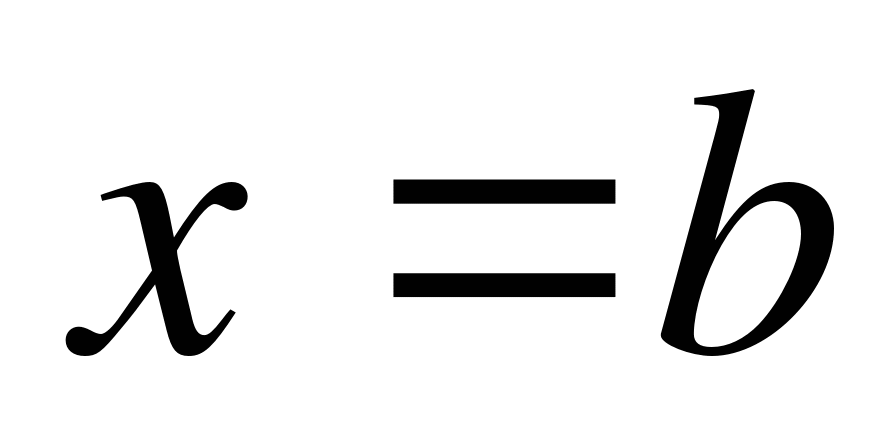 x = b